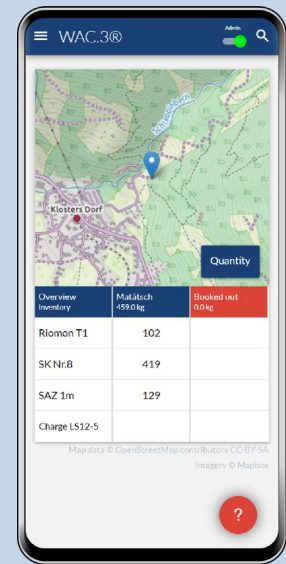 WAC.3®
Admin
Schraubach
Klosters Dorf
Quantity
Overview Matätsch Booked out
Inventory 459.0 kg 0.0 kg
Riomon T1 102
SK Nr.8 419
SAZ 1m 129
Charge LS12-5
Map data © OpenStreetMap contributors CC-BY-SA
Imagery © Mapbox
?